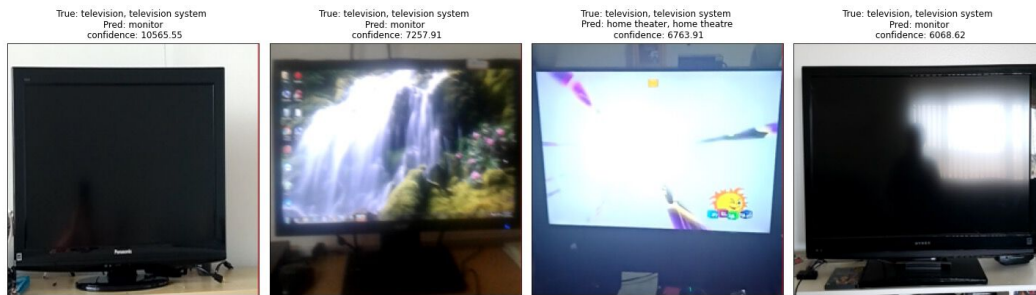 True: television, television system
Pred: monitor
confidence: 10565.55
True: television, television system
Pred: monitor
confidence: 7257.91
True: television, television system
Pred: home theater, home theatre
confidence: 6763.91
True: television, television system
Pred: monitor
confidence: 6068.62
Panasonic